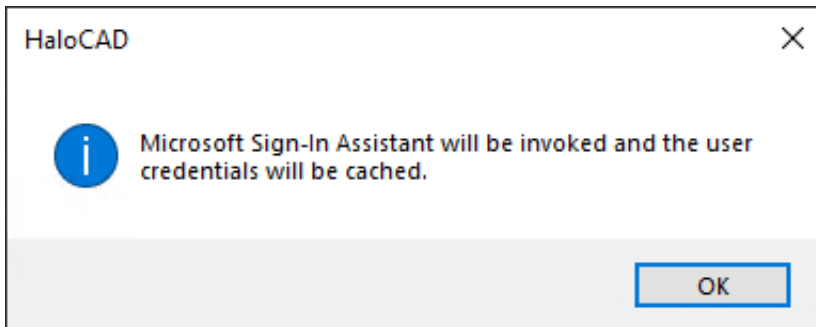 HaloCAD
Microsoft Sign-In Assistant will be invoked and the user
credentials will be cached.
OK